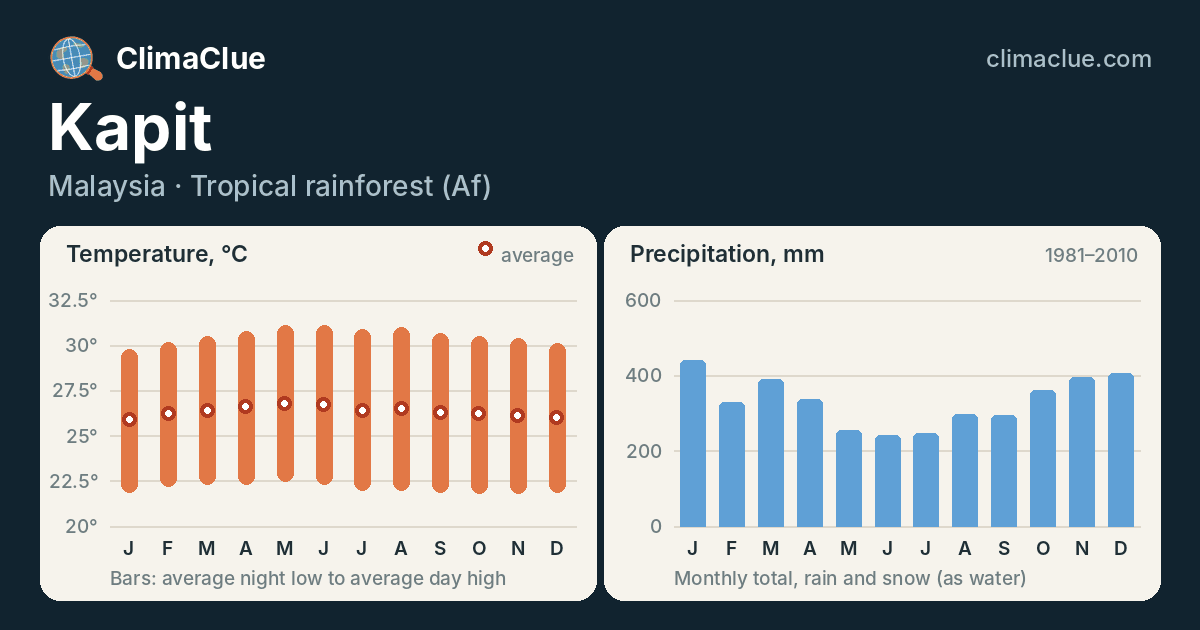 ClimaClue
climaclue.com
Kapit
Malaysia · Tropical rainforest (Af)
Temperature, °C
average
32.5°
30°
27.5°
25°
22.5°
20°
J F M A M J J A S O N D
Bars: average night low to average day high
Precipitation, mm
1981–2010
600
400
200
0
J F M A M J J A S O N D
Monthly total, rain and snow (as water)